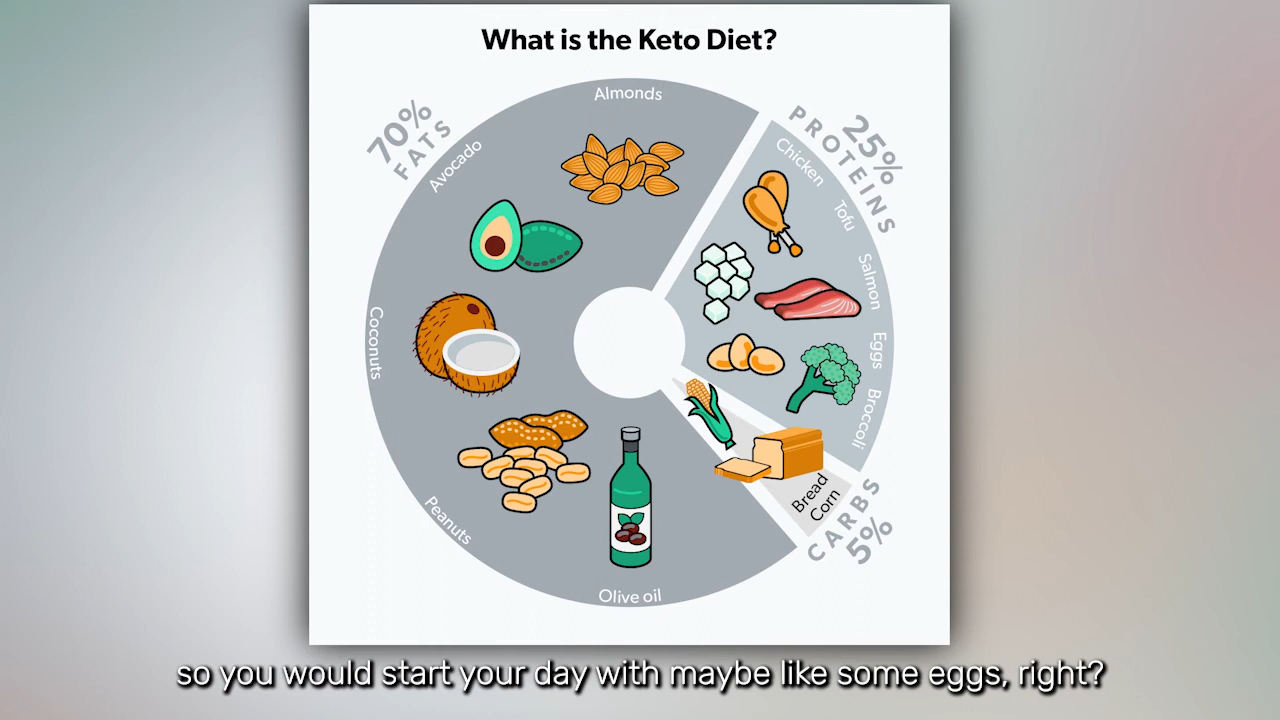 What is the Keto Diet?
70%
FATS
Almonds
Avocado
Coconuts
Peanuts
Olive oil
25%
PROTEINS
Chicken
Tofu
Salmon
Eggs
Broccoli
Bread
Corn
CARBS
5%
so you would start your day with maybe like some eggs, right?